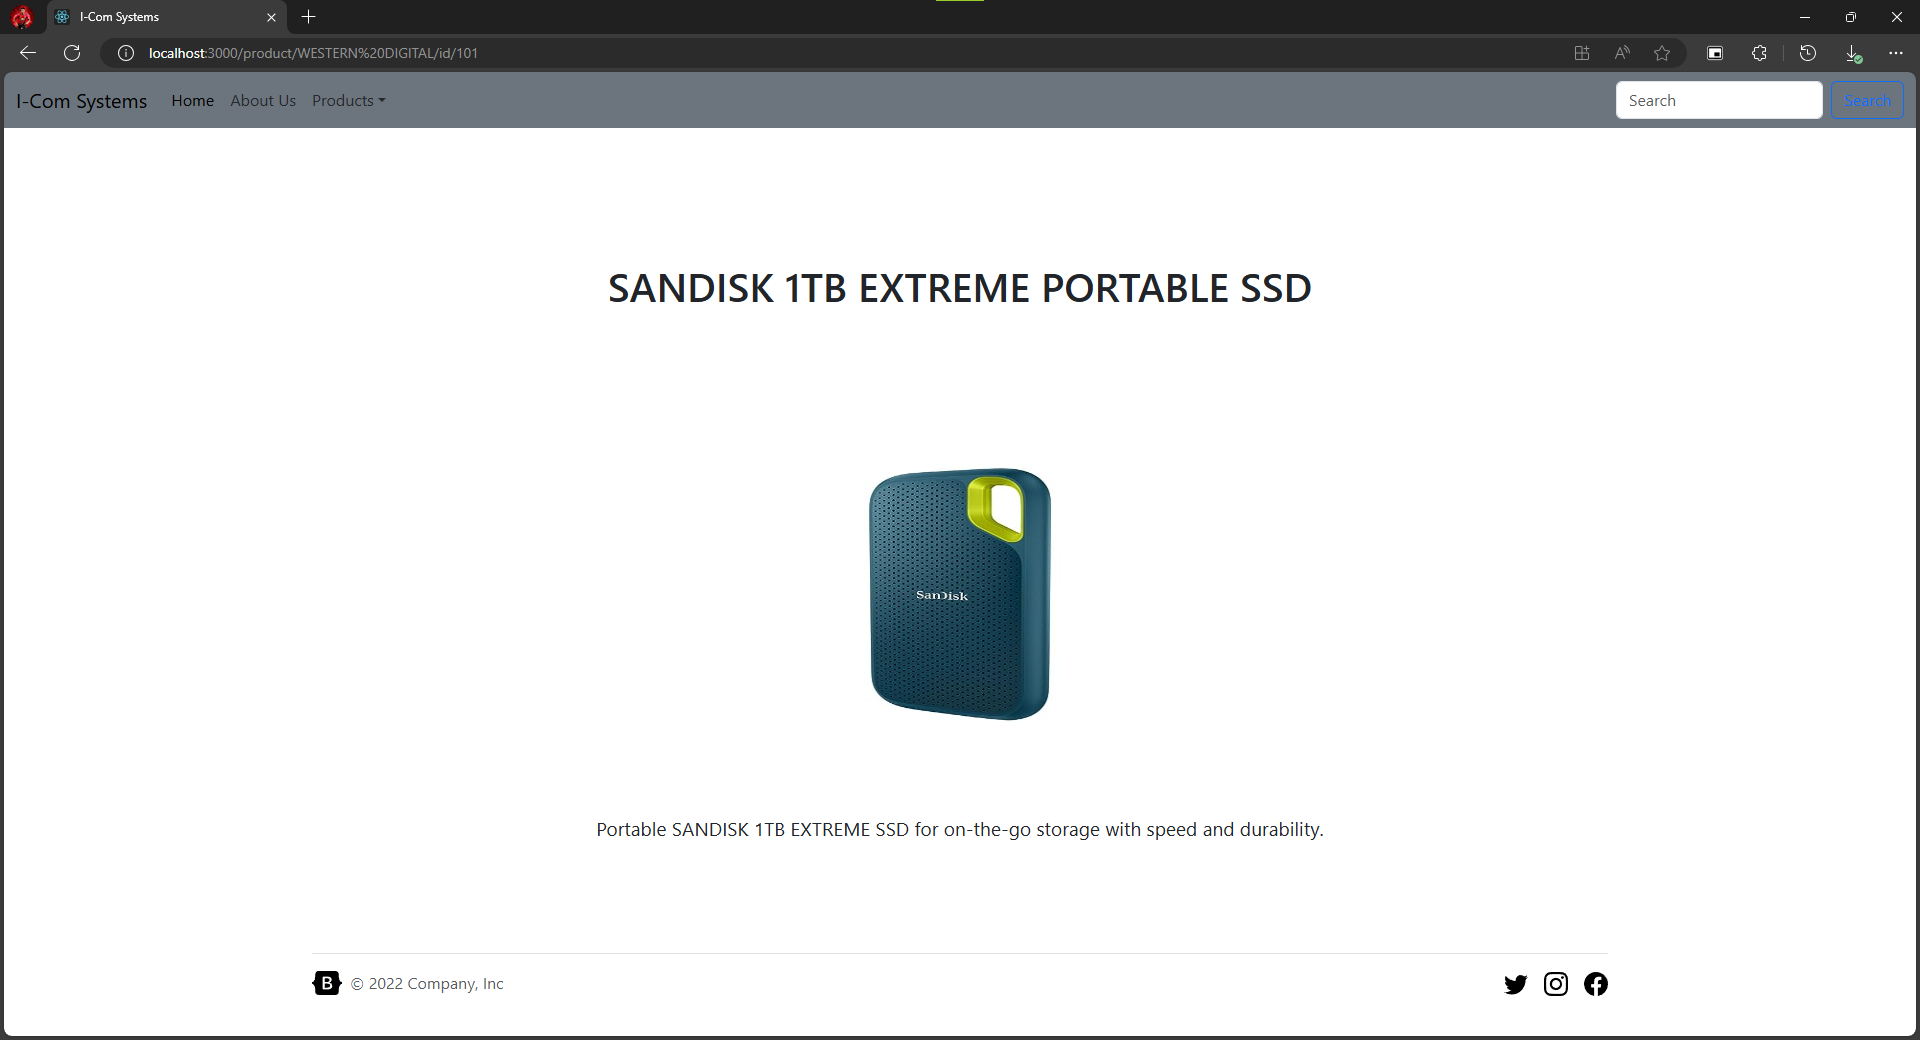 I-Com Systems
localhost:3000/product/WESTERN%20DIGITAL/id/101
I-Com Systems Home About Us Products Search Search
SANDISK 1TB EXTREME PORTABLE SSD
SanDisk
Portable SANDISK 1TB EXTREME SSD for on-the-go storage with speed and durability.
B © 2022 Company, Inc